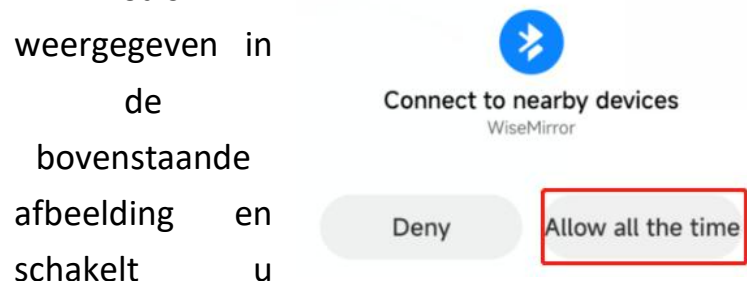 weergegeven in
de
bovenstaande
afbeelding en
schakelt u
Connect to nearby devices
WiseMirror
Deny
Allow all the time